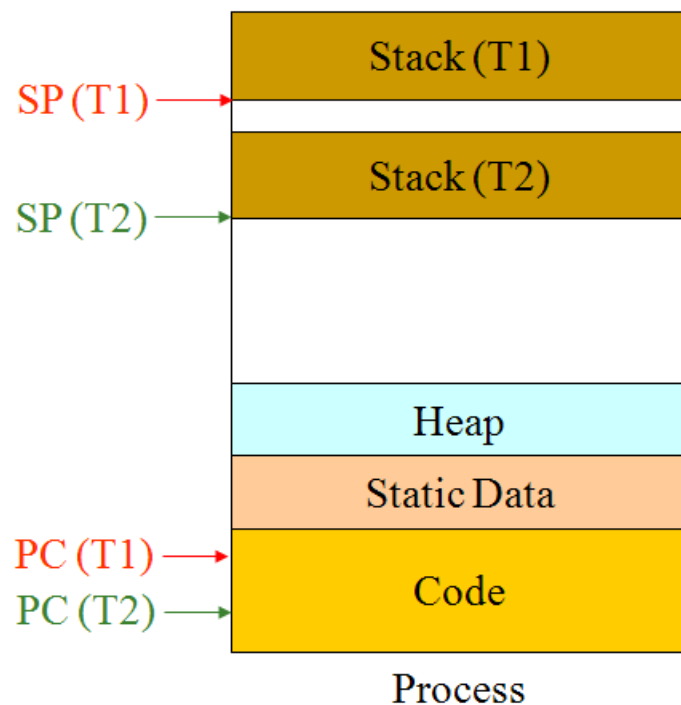 Stack (T1)
SP (T1)
Stack (T2)
SP (T2)
Heap
Static Data
PC (T1)
Code
PC (T2)
Process